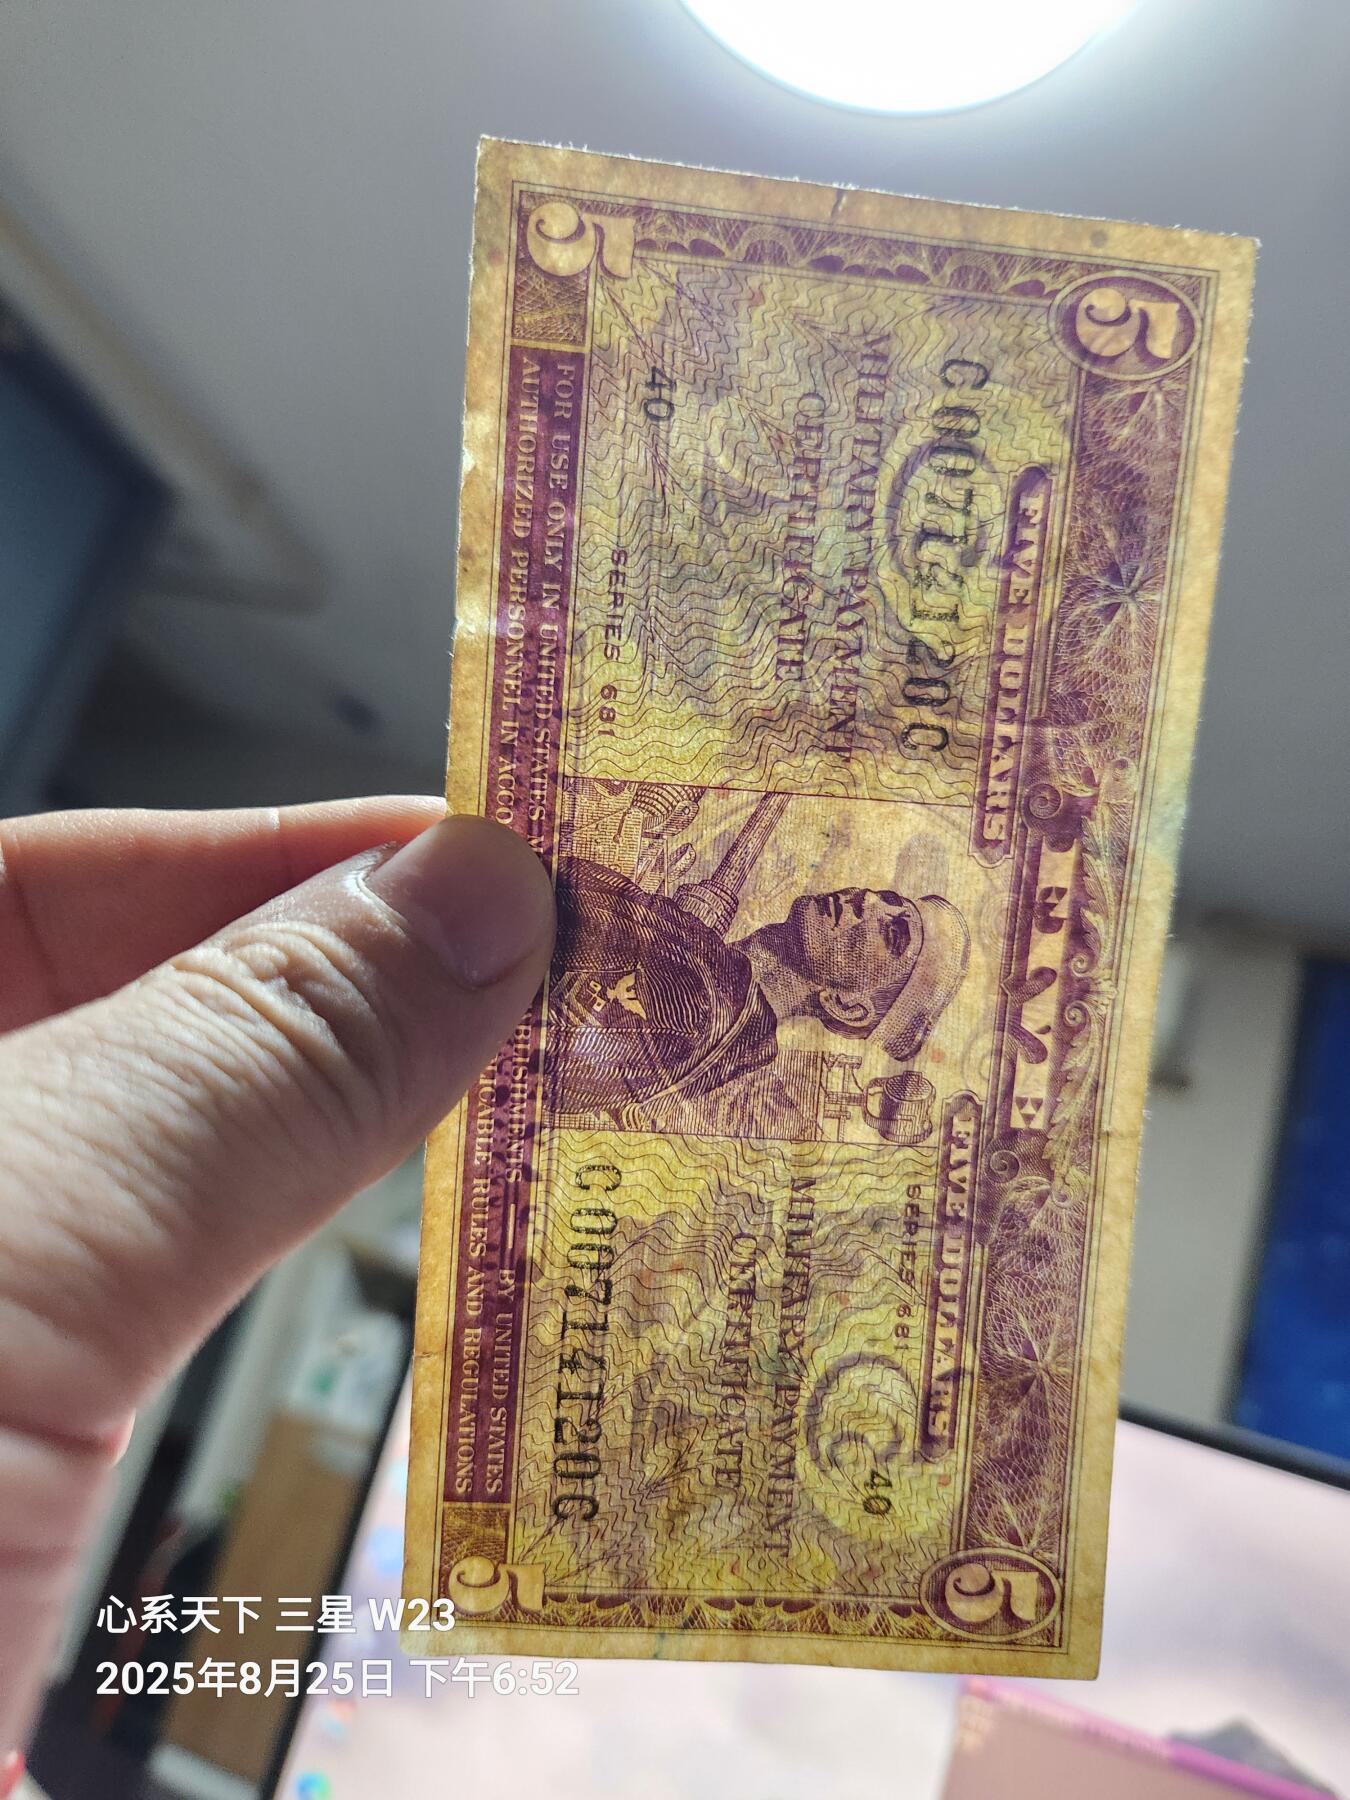 5
FIVE
5
FIVE DOLLARS
FIVE DOLLARS
C00714120C
SERIES 681
MILITARY PAYMENT
CERTIFICATE
MILITARY PAYMENT
CERTIFICATE
C
40
40
SERIES 681
C00714120C
5
FOR USE ONLY IN UNITED STATES — BY UNITED STATES
AUTHORIZED PERSONNEL IN RULES AND REGULATIONS
5
心系天下 三星 W23
2025年8月25日 下午6:52